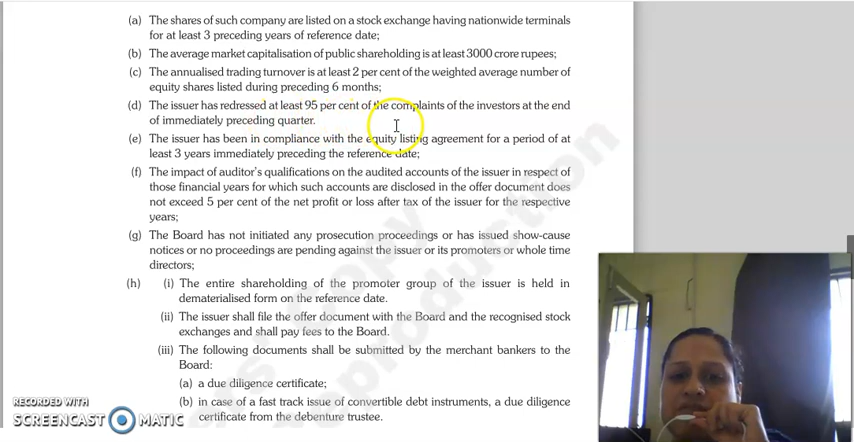 (a) The shares of such company are listed on a stock exchange having nationwide terminals
for at least 3 preceding years of reference date;
(b) The average market capitalisation of public shareholding is at least 3000 crore rupees;
(c) The annualised trading turnover is at least 2 per cent of the weighted average number of
equity shares listed during preceding 6 months;
(d) The issuer has redressed at least 95 per cent of the complaints of the investors at the end
of immediately preceding quarter.
(e) The issuer has been in compliance with the equity listing agreement for a period of at
least 3 years immediately preceding the reference date;
(f) The impact of auditor's qualifications on the audited accounts of the issuer in respect of
those financial years for which such accounts are disclosed in the offer document does
not exceed 5 per cent of the net profit or loss after tax of the issuer for the respective
years;
(g) The Board has not initiated any prosecution proceedings or has issued show-cause
notices or no proceedings are pending against the issuer or its promoters or whole time
directors;
(h) (i) The entire shareholding of the promoter group of the issuer is held in
dematerialised form on the reference date.
(ii) The issuer shall file the offer document with the Board and the recognised stock
exchanges and shall pay fees to the Board.
(iii) The following documents shall be submitted by the merchant bankers to the
Board:
(a) a due diligence certificate;
(b) in case of a fast track issue of convertible debt instruments, a due diligence
certificate from the debenture trustee.
RECORDED WITH
SCREENCAST MATIC